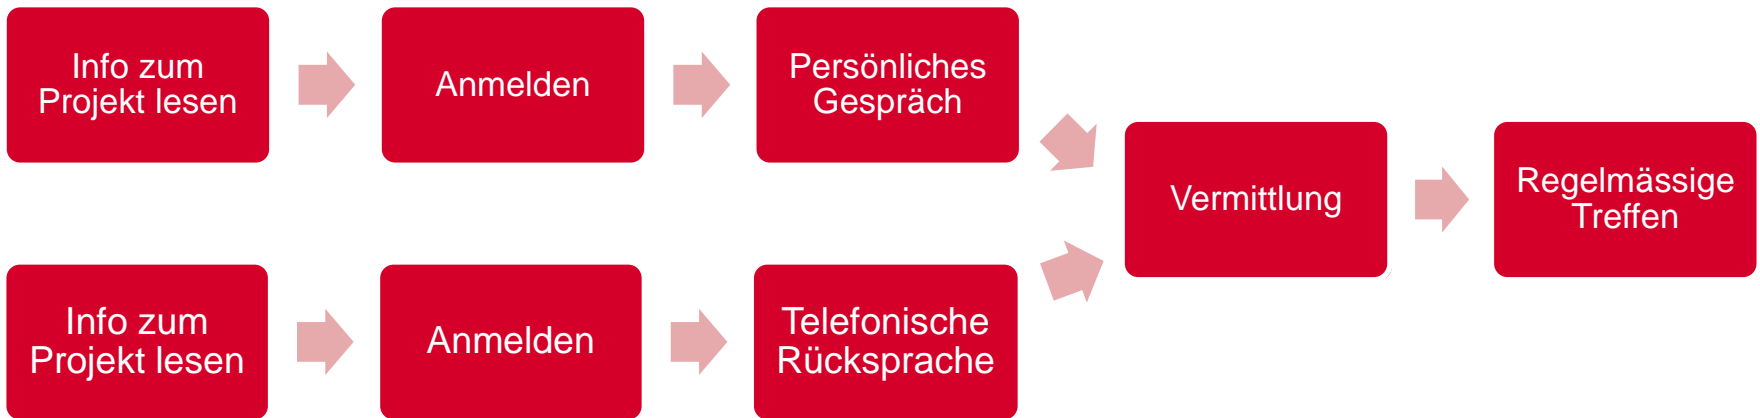 Info zum
Projekt lesen
Anmelden
Persönliches
Gespräch
Vermittlung
Regelmässige
Treffen
Info zum
Projekt lesen
Anmelden
Telefonische
Rücksprache